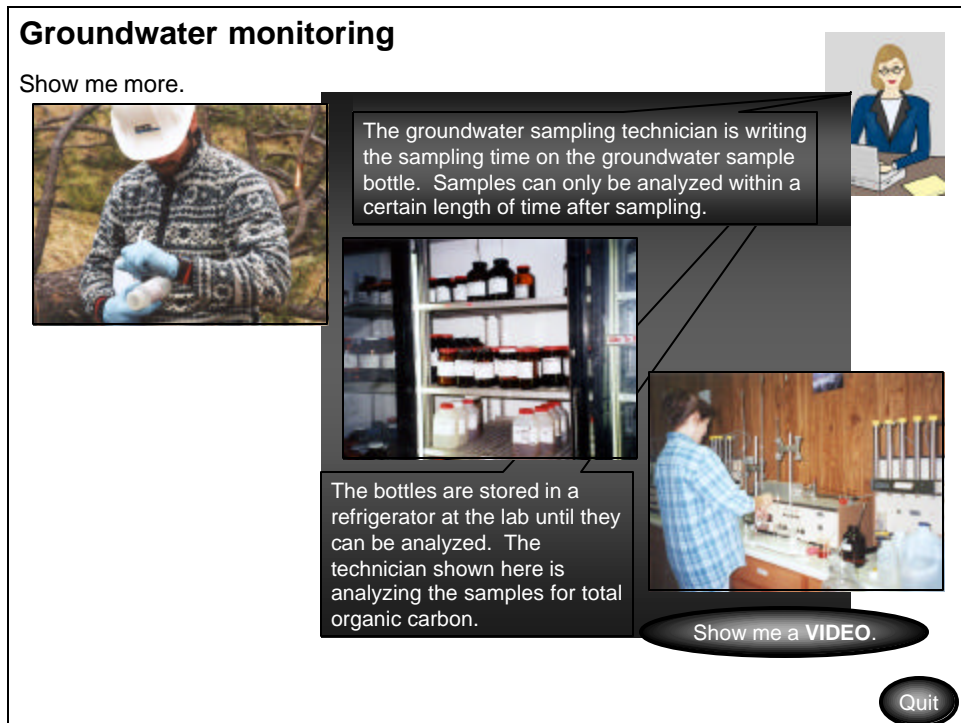 Groundwater monitoring
Show me more.
The groundwater sampling technician is writing
the sampling time on the groundwater sample
bottle.  Samples can only be analyzed within a
certain length of time after sampling.
The bottles are stored in a
refrigerator at the lab until they
can be analyzed.  The
technician shown here is
analyzing the samples for total
organic carbon.
Show me a VIDEO.
Quit